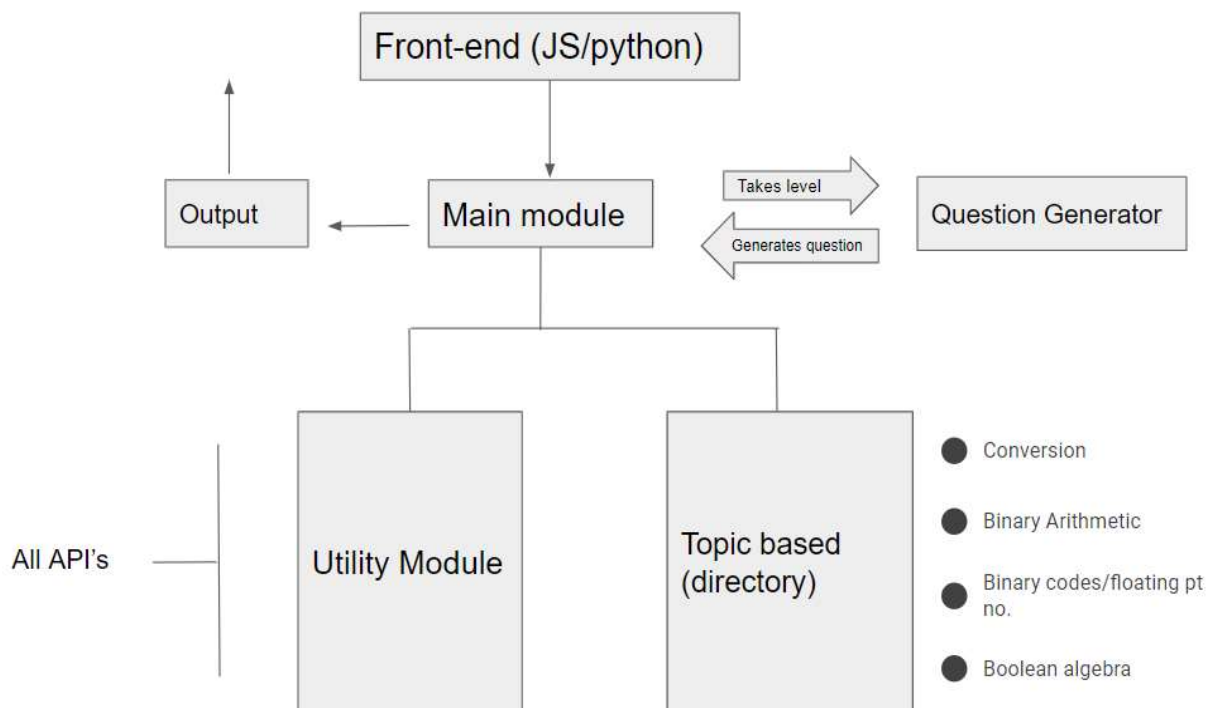 Front-end (JS/python)
Output
Main module
Takes level
Generates question
Question Generator
All API's
Utility Module
Topic based
(directory)
Conversion
Binary Arithmetic
Binary codes/floating pt
no.
Boolean algebra